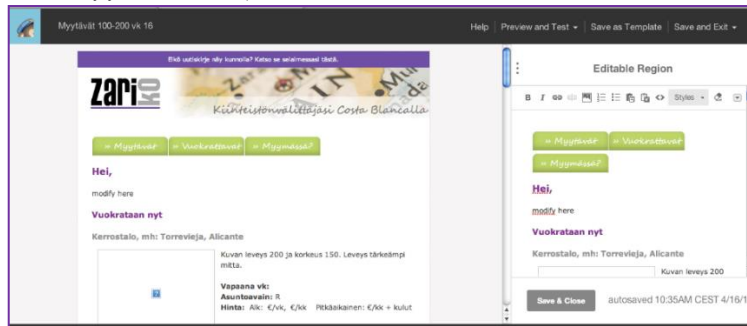 Myytävät 100-200 vk 16
Help Preview and Test Save as Template Save and Exit
Eikö uutiskirje näy kunnolla? Katso se selaimessasi tästä.
zariko
Kiinteistönvälittäjäsi Costa Blancalla
» Myytävät » Vuokrattavat » Myymässä?
Hei,
modify here
Vuokrataan nyt
Kerrostalo, mh: Torrevieja, Alicante
Kuvan leveys 200 ja korkeus 150. Leveys tärkeämpi
mitta.
Vapaana vk:
Asuntoavain: R
Hinta: Alk: €/vk, €/kk Pitkäaikainen: €/kk + kulut
Editable Region
B I Styles
» Myytävät » Vuokrattavat
» Myymässä?
Hei,
modify here
Vuokrataan nyt
Kerrostalo, mh: Torrevieja, Alicante
Kuvan leveys 200
Save & Close autosaved 10:35AM CEST 4/16/1